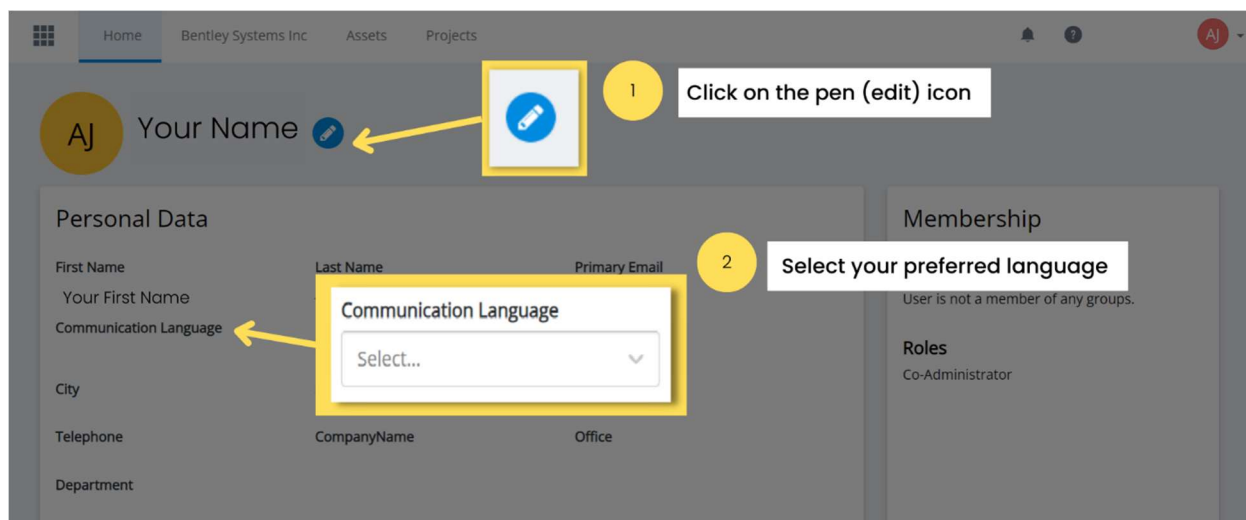 Home Bentley Systems Inc Assets Projects ? AJ
1 Click on the pen (edit) icon
AJ Your Name
Personal Data
Membership
First Name Last Name Primary Email
2 Select your preferred language
Your First Name
User is not a member of any groups.
Communication Language
Communication Language
Select...
Roles
Co-Administrator
City
Telephone CompanyName Office
Department